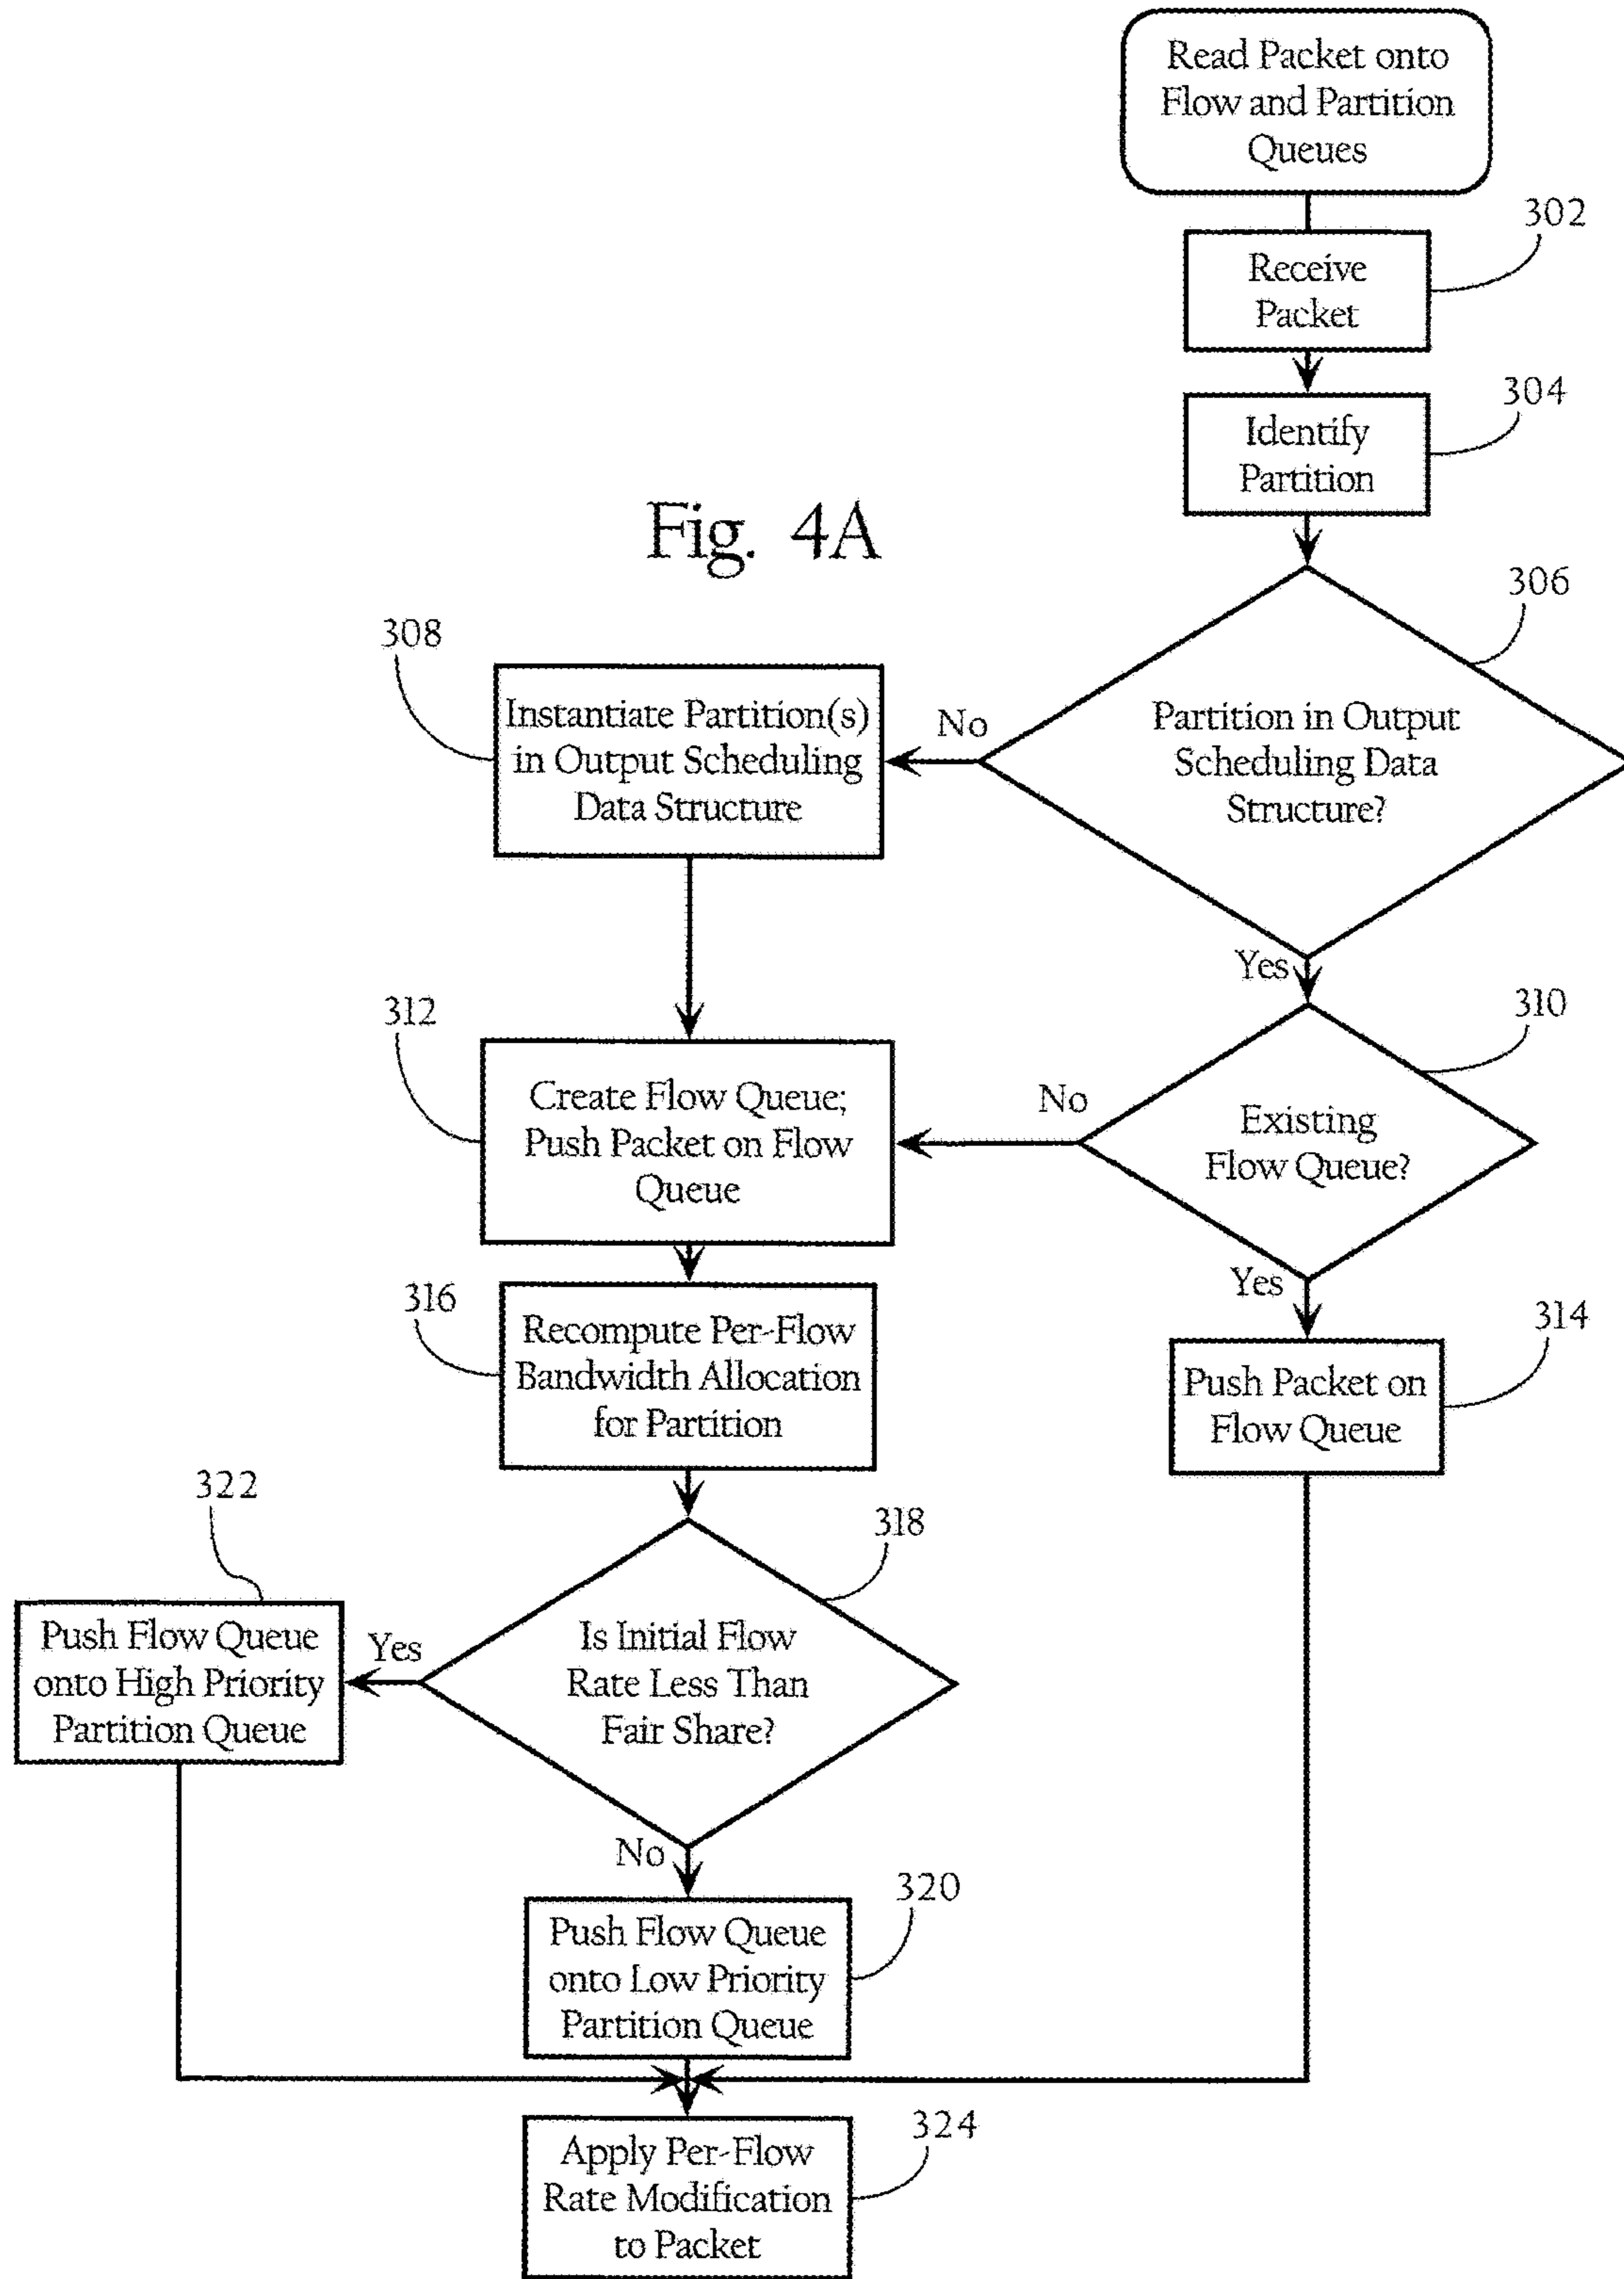 Read Packet onto
Flow and Partition
Queues
302
Receive
Packet
304
Identify
Partition
Fig. 4A
306
Partition in Output
Scheduling Data
Structure?
No
308
Instantiate Partition(s)
in Output Scheduling
Data Structure
Yes
310
Existing
Flow Queue?
No
312
Create Flow Queue;
Push Packet on Flow
Queue
Yes
314
Push Packet on
Flow Queue
316
Recompute Per-Flow
Bandwidth Allocation
for Partition
318
Is Initial Flow
Rate Less Than
Fair Share?
Yes
322
Push Flow Queue
onto High Priority
Partition Queue
No
320
Push Flow Queue
onto Low Priority
Partition Queue
324
Apply Per-Flow
Rate Modification
to Packet